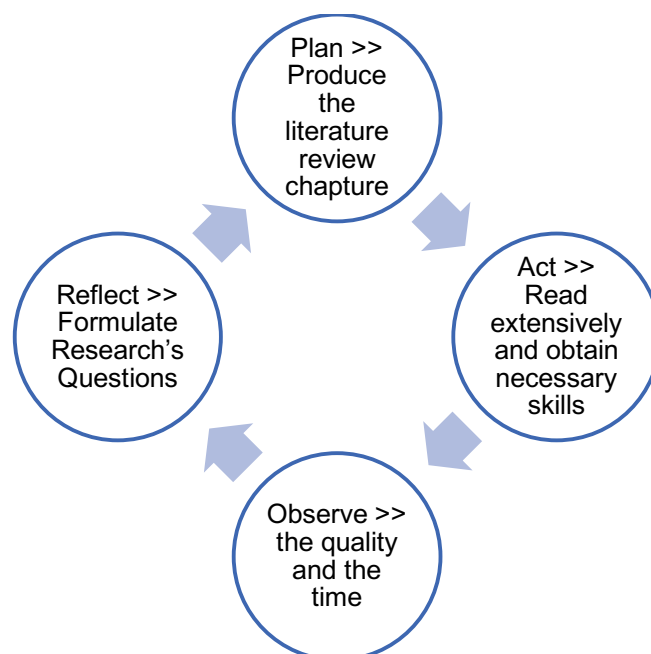 Plan >>
Produce
the
literature
review
chapture
Act >>
Read
extensively
and obtain
necessary
skills
Observe >>
the quality
and the
time
Reflect >>
Formulate
Research’s
Questions